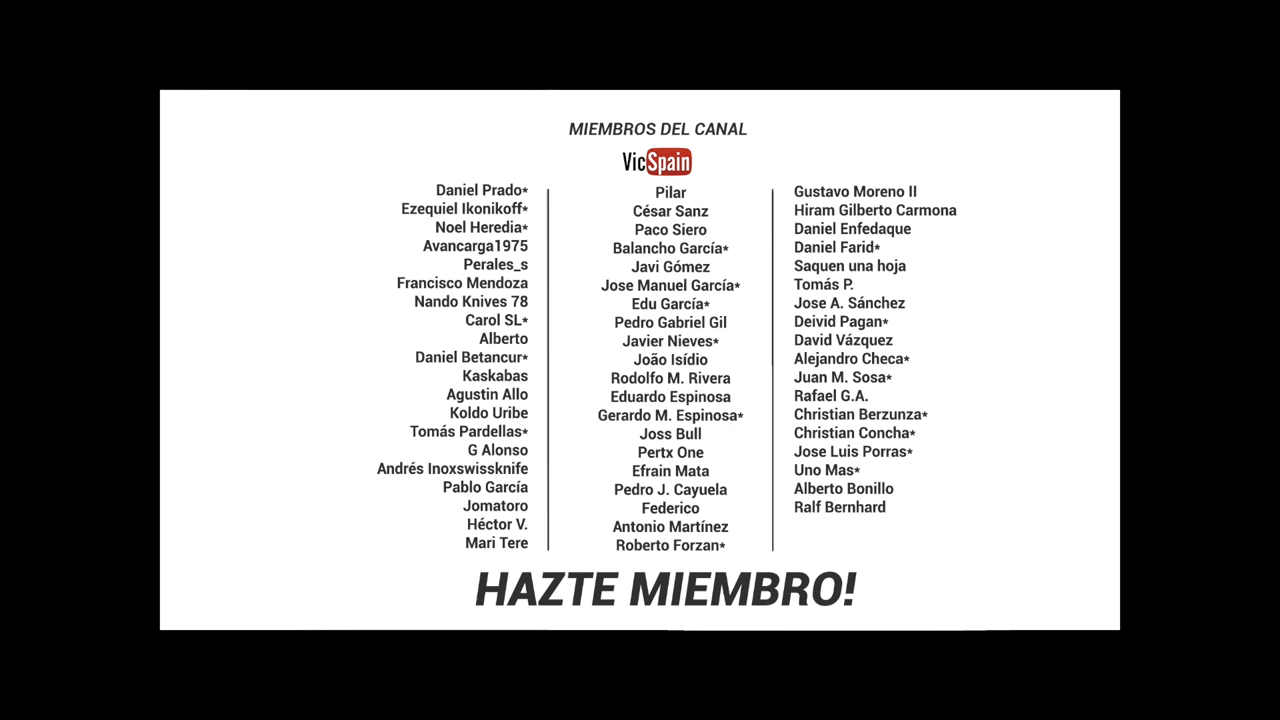 MIEMBROS DEL CANAL
VicSpain
Daniel Prado*
Ezequiel Ikonikoff*
Noel Heredia*
Avancarga1975
Perales_s
Francisco Mendoza
Nando Knives 78
Carol SL*
Alberto
Daniel Betancur*
Kaskabas
Agustin Allo
Koldo Uribe
Tomás Pardellas*
G Alonso
Andrés Inoxswissknife
Pablo García
Jomatoro
Héctor V.
Mari Tere
Pilar
César Sanz
Paco Siero
Balancho García*
Javi Gómez
Jose Manuel García*
Edu García*
Pedro Gabriel Gil
Javier Nieves*
João Isídio
Rodolfo M. Rivera
Eduardo Espinosa
Gerardo M. Espinosa*
Joss Bull
Pertx One
Efrain Mata
Pedro J. Cayuela
Federico
Antonio Martínez
Roberto Forzan*
Gustavo Moreno II
Hiram Gilberto Carmona
Daniel Enfedaque
Daniel Farid*
Saquen una hoja
Tomás P.
Jose A. Sánchez
Deivid Pagan*
David Vázquez
Alejandro Checa*
Juan M. Sosa*
Rafael G.A.
Christian Berzunza*
Christian Concha*
Jose Luis Porras*
Uno Mas*
Alberto Bonillo
Ralf Bernhard
HAZTE MIEMBRO!